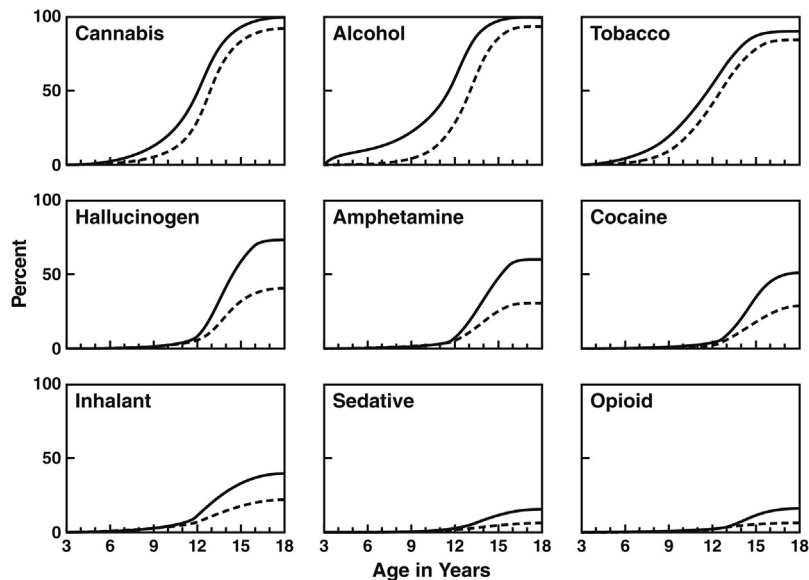 100
Cannabis
Alcohol
Tobacco
50
0
100
Hallucinogen
Amphetamine
Cocaine
Percent
50
0
100
Inhalant
Sedative
Opioid
50
0
3 6 9 12 15 18 3 6 9 12 15 18 3 6 9 12 15 18
Age in Years